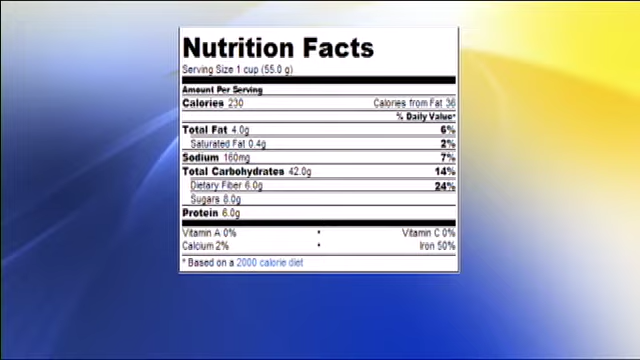 Nutrition Facts
Serving Size 1 cup (55.0 g)
Amount Per Serving
Calories 230 Calories from Fat 36
% Daily Value*
Total Fat 4.0g 6%
Saturated Fat 0.4g 2%
Sodium 160mg 7%
Total Carbohydrates 42.0g 14%
Dietary Fiber 6.0g 24%
Sugars 8.0g
Protein 6.0g
Vitamin A 0% • Vitamin C 0%
Calcium 2% • Iron 50%
* Based on a 2000 calorie diet